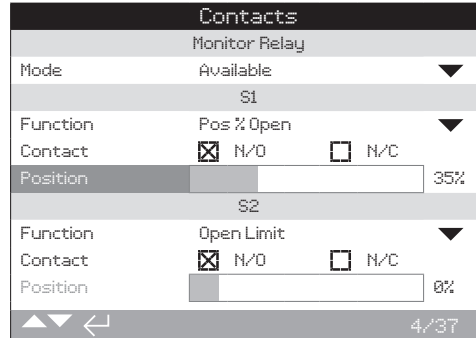 Contacts
Monitor Relay
Mode Available
S1
Function Pos % Open
Contact N/O N/C
Position 35%
S2
Function Open Limit
Contact N/O N/C
Position 0%
4/37